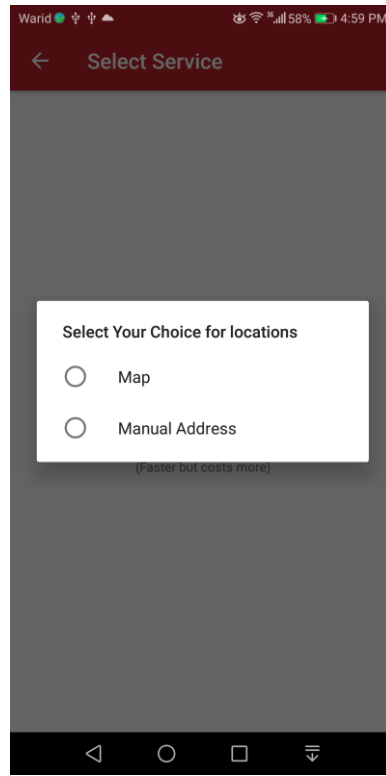 Warid 58% 4:59 PM
Select Service
Select Your Choice for locations
Map
Manual Address
(Faster but costs more)